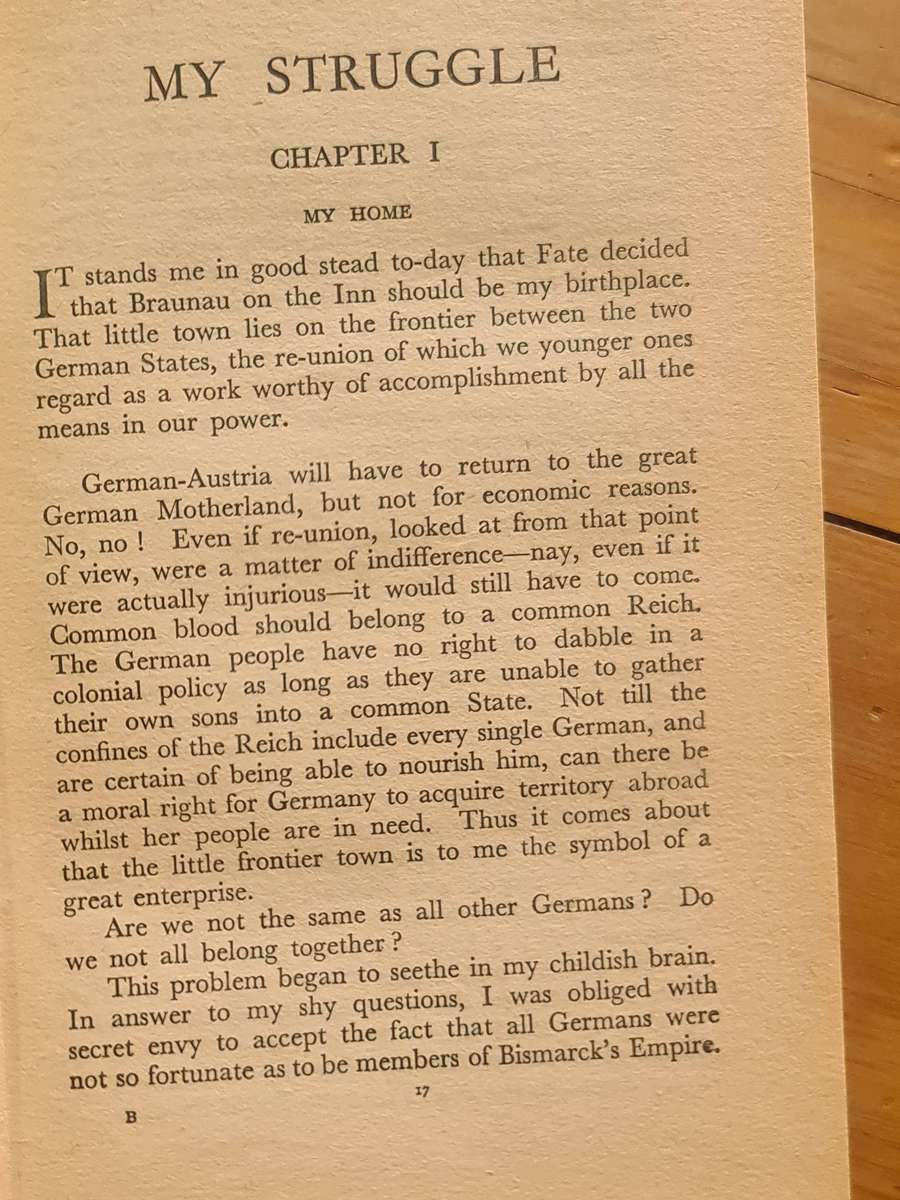 MY STRUGGLE
CHAPTER I
MY HOME
IT stands me in good stead to-day that Fate decided
that Braunau on the Inn should be my birthplace.
That little town lies on the frontier between the two
German States, the re-union of which we younger ones
regard as a work worthy of accomplishment by all the
means in our power.
German-Austria will have to return to the great
German Motherland, but not for economic reasons.
No, no ! Even if re-union, looked at from that point
of view, were a matter of indifference—nay, even if it
were actually injurious—it would still have to come.
Common blood should belong to a common Reich.
The German people have no right to dabble in a
colonial policy as long as they are unable to gather
their own sons into a common State. Not till the
confines of the Reich include every single German, and
are certain of being able to nourish him, can there be
a moral right for Germany to acquire territory abroad
whilst her people are in need. Thus it comes about
that the little frontier town is to me the symbol of a
great enterprise.
Are we not the same as all other Germans ? Do
we not all belong together ?
This problem began to seethe in my childish brain.
In answer to my shy questions, I was obliged with
secret envy to accept the fact that all Germans were
not so fortunate as to be members of Bismarck's Empire.
17
B